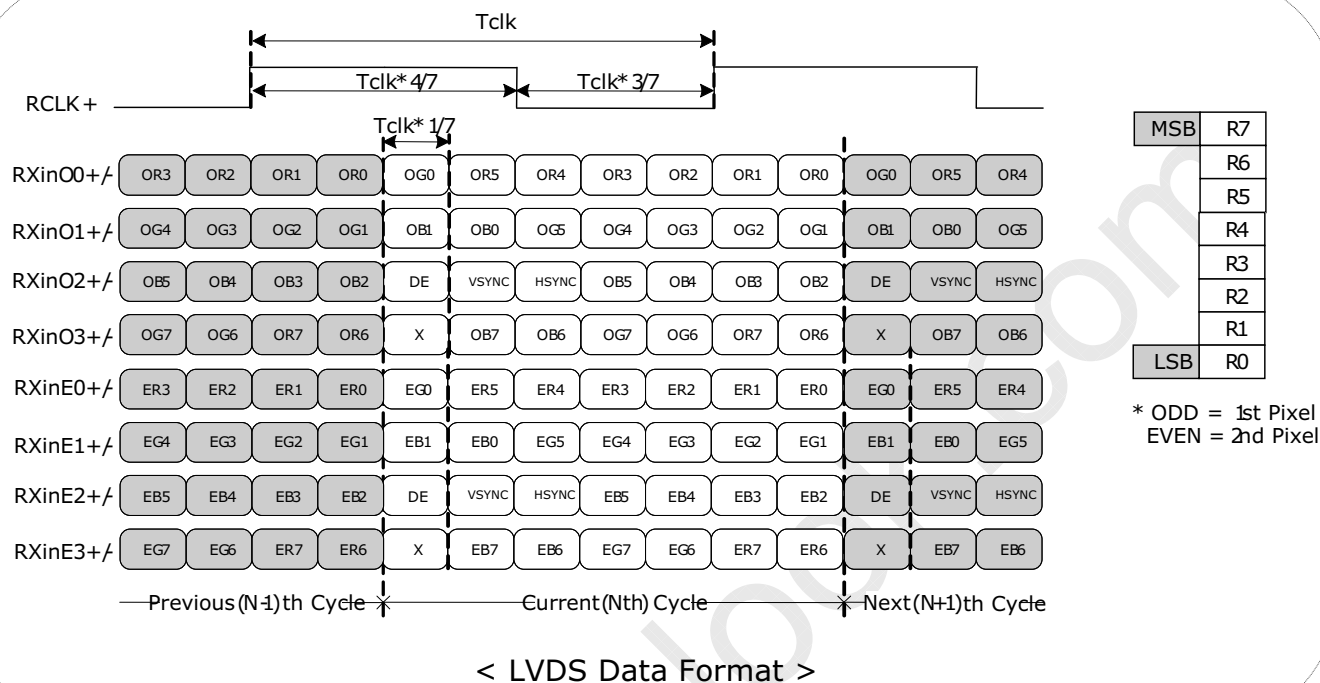 Tclk
Tclk*4/7 Tclk*3/7
RCLK+
Tclk*1/7
RXinO0+/- OR3 OR2 OR1 OR0 OG0 OR5 OR4 OR3 OR2 OR1 OR0 OG0 OR5 OR4
RXinO1+/- OG4 OG3 OG2 OG1 OB1 OB0 OG5 OG4 OG3 OG2 OG1 OB1 OB0 OG5
RXinO2+/- OB5 OB4 OB3 OB2 DE VSYNC HSYNC OB5 OB4 OB3 OB2 DE VSYNC HSYNC
RXinO3+/- OG7 OG6 OR7 OR6 X OB7 OB6 OG7 OG6 OR7 OR6 X OB7 OB6
RXinE0+/- ER3 ER2 ER1 ER0 EG0 ER5 ER4 ER3 ER2 ER1 ER0 EG0 ER5 ER4
RXinE1+/- EG4 EG3 EG2 EG1 EB1 EB0 EG5 EG4 EG3 EG2 EG1 EB1 EB0 EG5
RXinE2+/- EB5 EB4 EB3 EB2 DE VSYNC HSYNC EB5 EB4 EB3 EB2 DE VSYNC HSYNC
RXinE3+/- EG7 EG6 ER7 ER6 X EB7 EB6 EG7 EG6 ER7 ER6 X EB7 EB6
Previous(N-1)th Cycle Current(Nth) Cycle Next(N+1)th Cycle
MSB R7
R6
R5
R4
R3
R2
R1
LSB R0
* ODD = 1st Pixel
EVEN = 2nd Pixel
< LVDS Data Format >